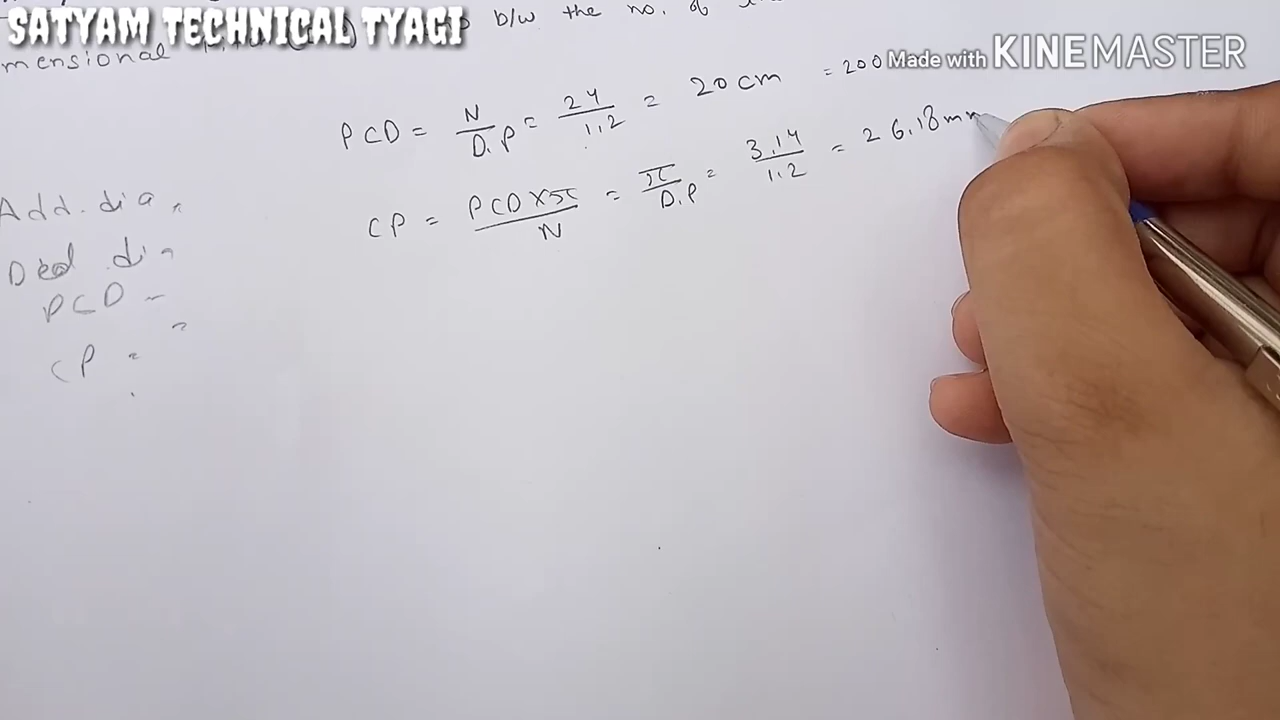 SATYAM TECHNICAL TYAGI
b/w the no. of
mensional
Made with KINEMASTER
PCD = N/D.P = 24/1.2 = 20 cm = 200
CP = PCD×π/N = π/D.P = 3.14/1.2 = 26.18mm
Add. dia
Ded dia
PCD -
CP =